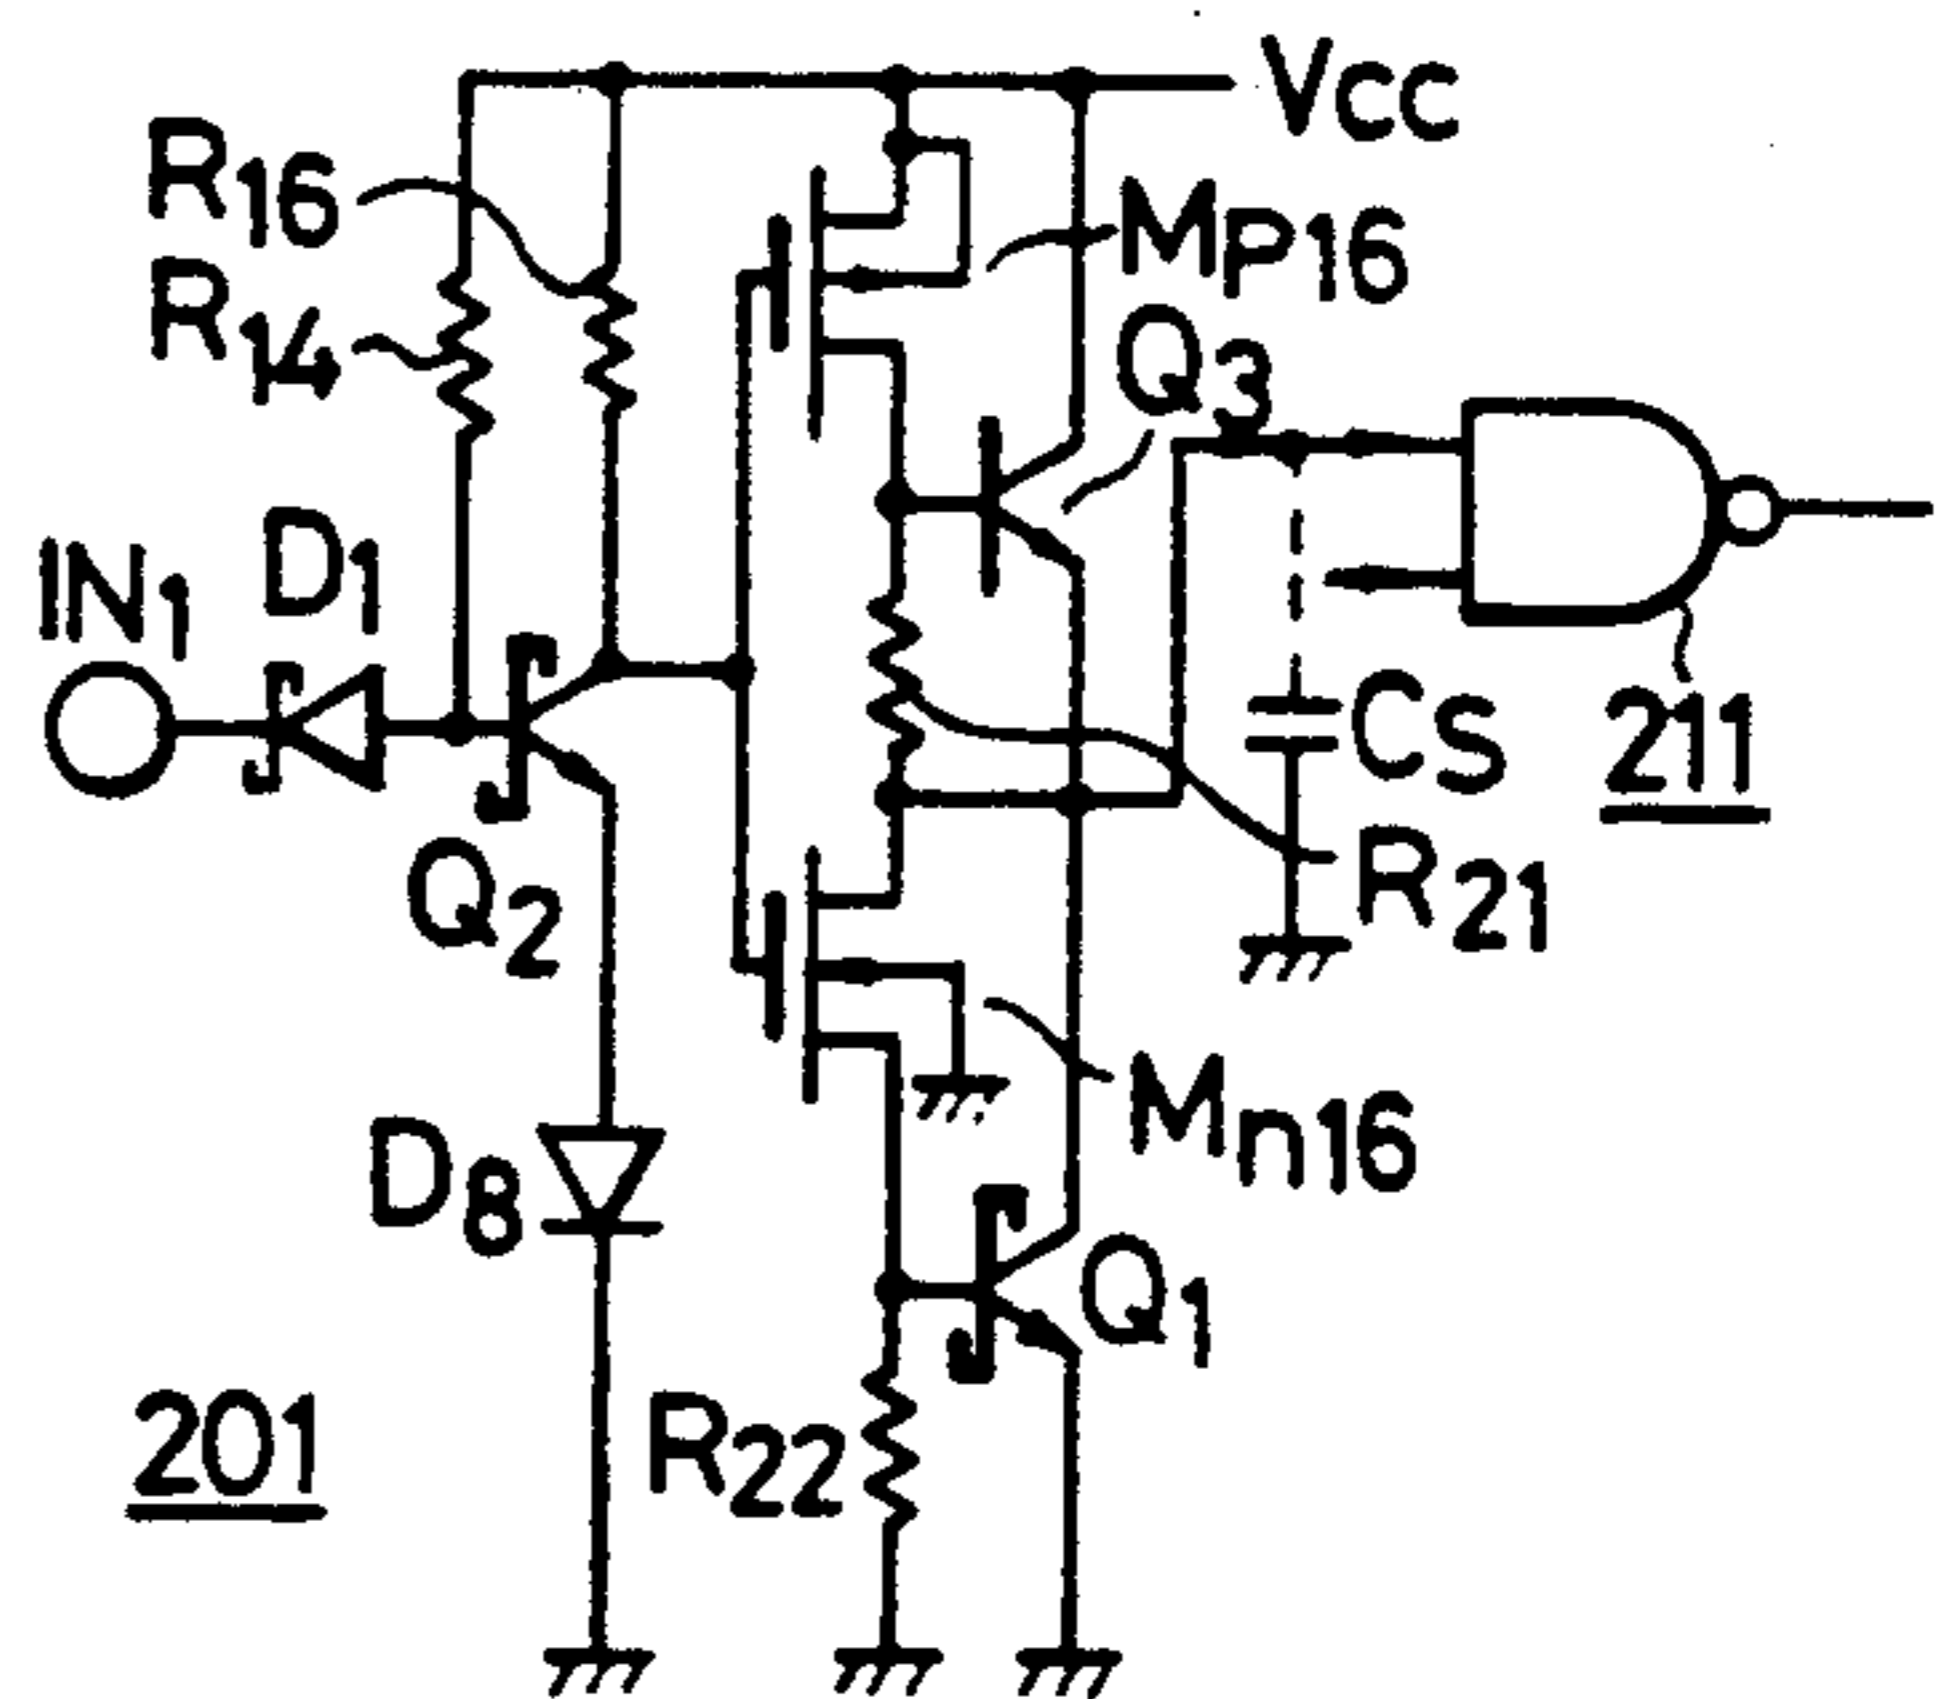 Vcc
R16
R14
MP16
Q3
IN1
D1
Cs
211
Q2
R21
Mn16
D8
Q1
R22
201